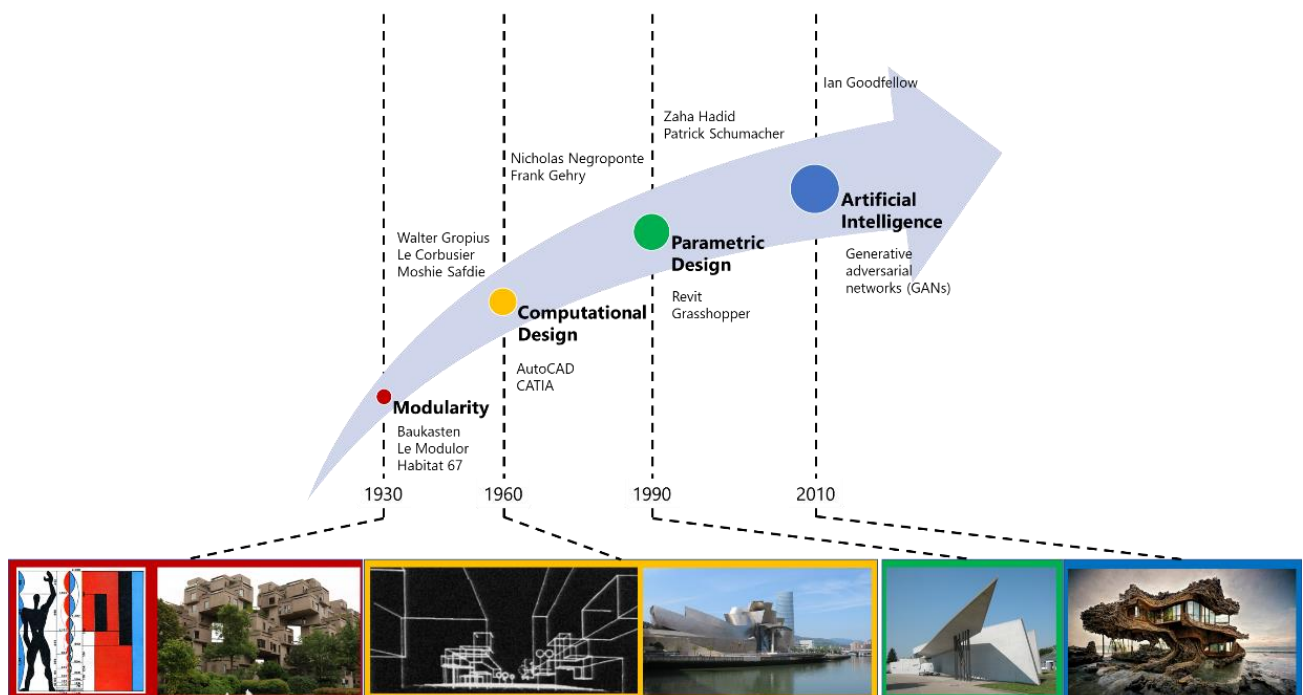 Ian Goodfellow
Zaha Hadid
Patrick Schumacher
Nicholas Negroponte
Frank Gehry
Artificial
Intelligence
Walter Gropius
Le Corbusier
Moshie Safdie
Parametric
Design
Generative
adversarial
networks (GANs)
Revit
Grasshopper
Computational
Design
AutoCAD
CATIA
Modularity
Baukasten
Le Modulor
Habitat 67
1930
1960
1990
2010